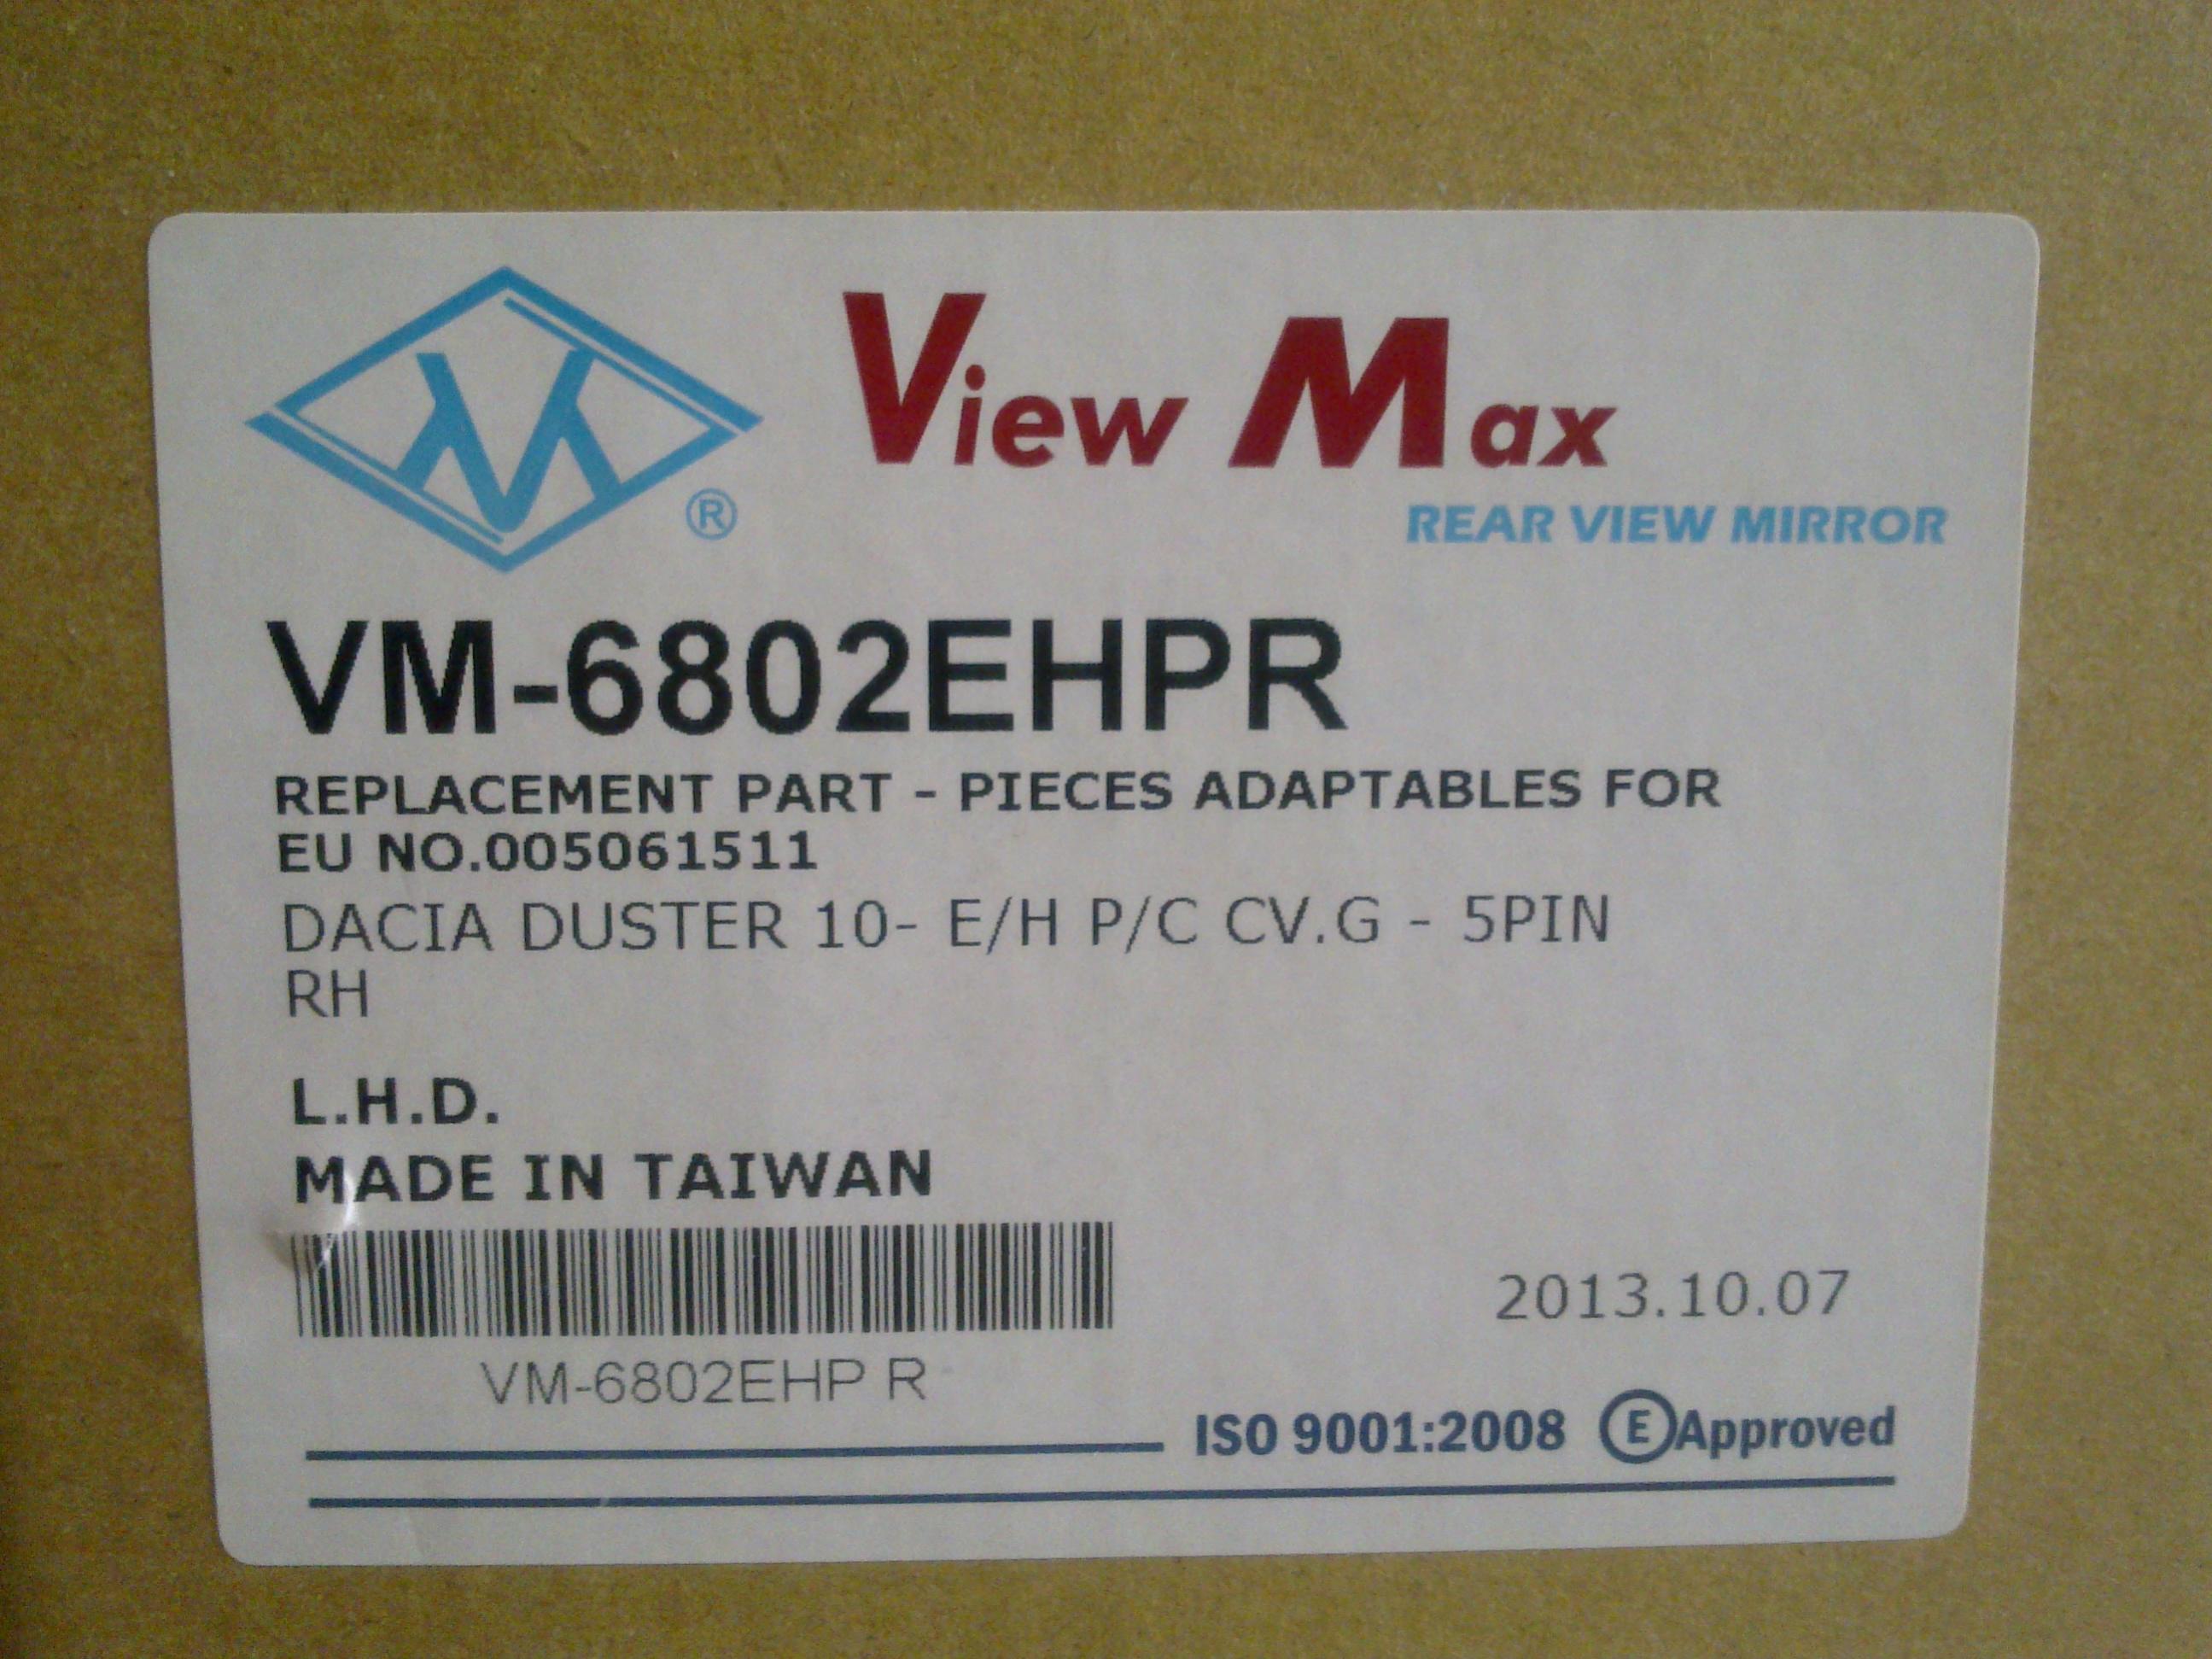 VM ®
View Max
REAR VIEW MIRROR
VM-6802EHPR
REPLACEMENT PART - PIECES ADAPTABLES FOR
EU NO.005061511
DACIA DUSTER 10- E/H P/C CV.G - 5PIN
RH
L.H.D.
MADE IN TAIWAN
2013.10.07
VM-6802EHP R
ISO 9001:2008 E Approved